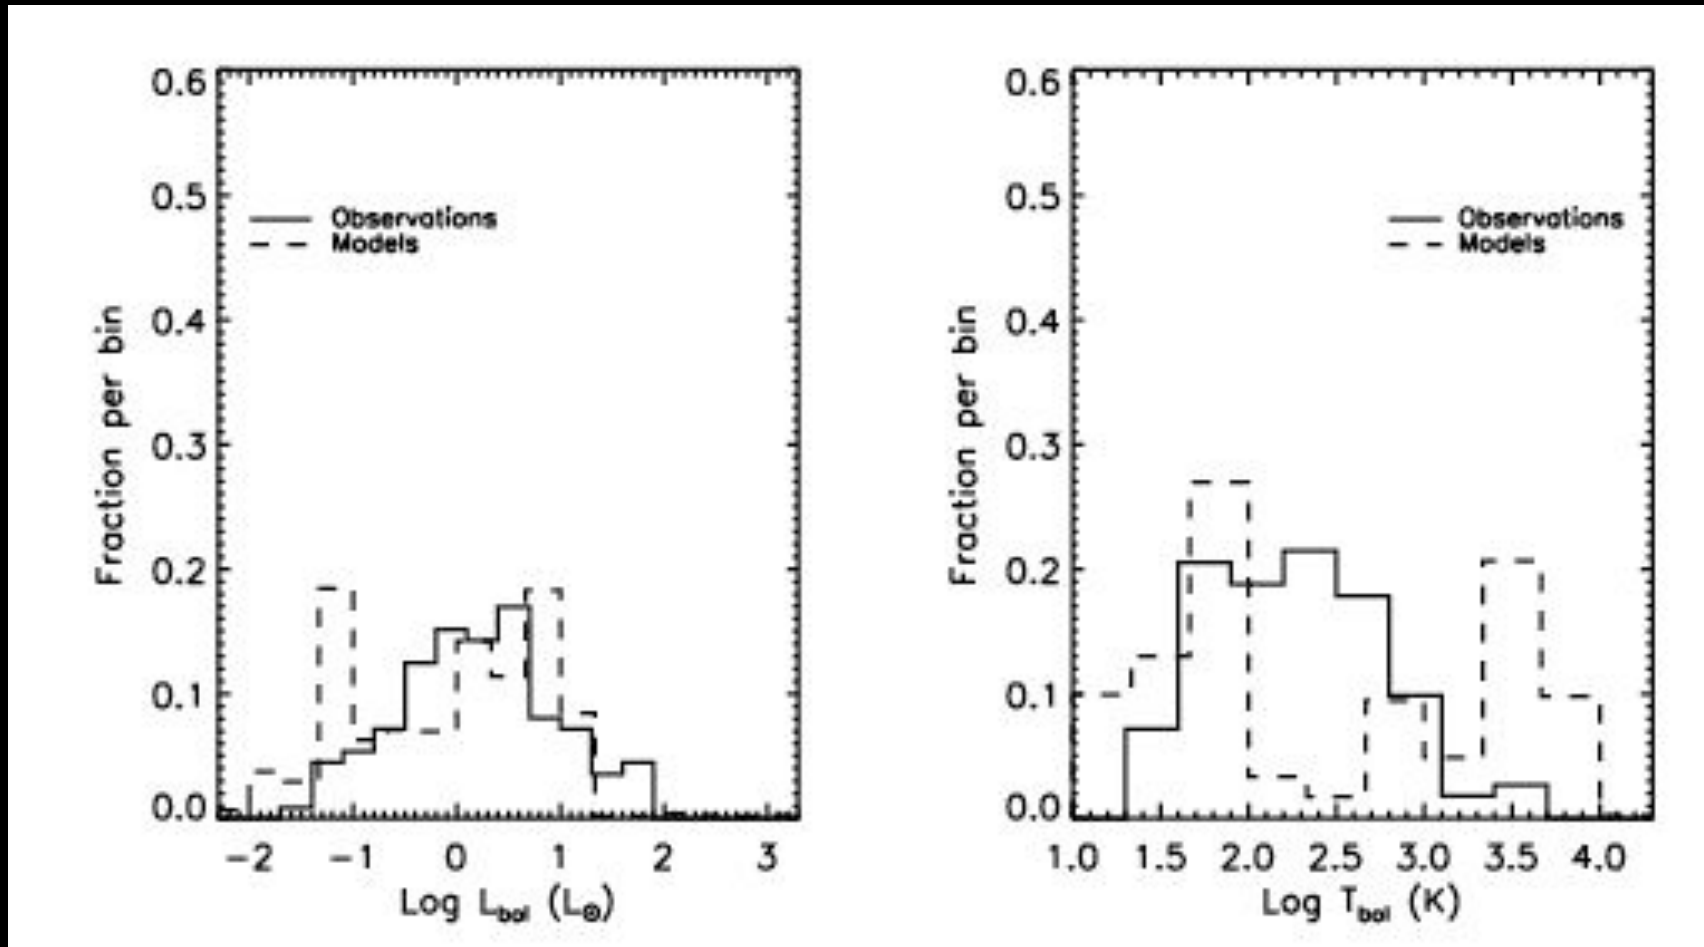 0.6
0.5
0.4
0.3
0.2
0.1
0.0
Fraction per bin
Observations
Models
−2 −1 0 1 2 3
Log L_bol (L_⊙)
0.6
0.5
0.4
0.3
0.2
0.1
0.0
Fraction per bin
Observations
Models
1.0 1.5 2.0 2.5 3.0 3.5 4.0
Log T_bol (K)